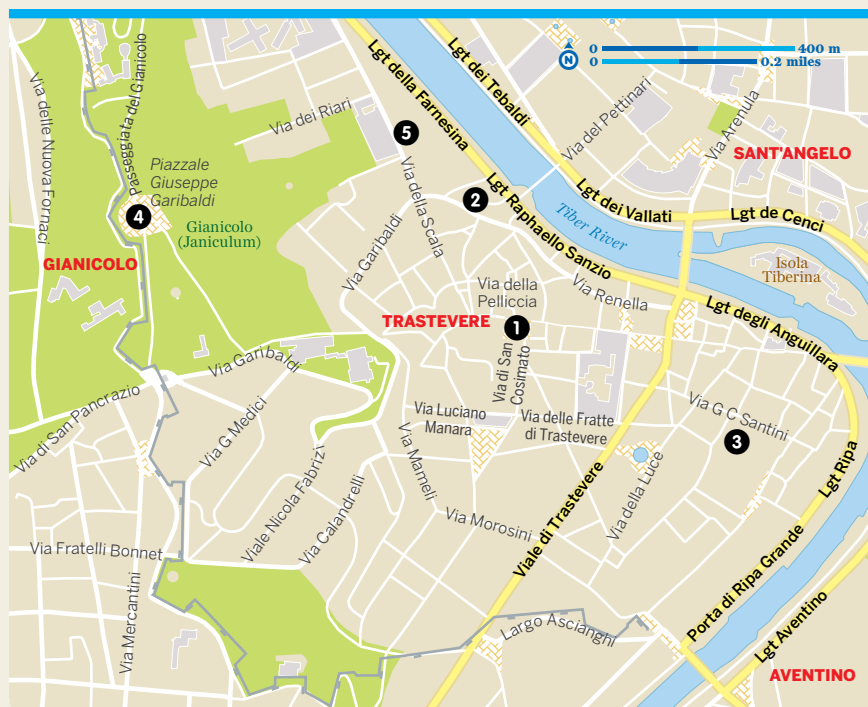 Lgt della Farnesina
Lgt dei Tebaldi
0 400 m
N
0 0.2 miles
Via delle Nuova Fornaci
Passeggiata del Gianicolo
Via dei Riari
5
Via del Pettinari
Via Arenula
SANT'ANGELO
Piazzale
Giuseppe
Garibaldi
4
Gianicolo
(Janiculum)
Via della Scala
2
Lgt Raphaello Sanzio
Lgt dei Vallati
Lgt de Cenci
Tiber River
Isola
Tiberina
GIANICOLO
Via Garibaldi
Via della
Pelliccia
Via Renella
TRASTEVERE
1
Lgt degli Anguillara
Via Garibaldi
Via di San
Cosimato
Via di San Pancrazio
Via G Medici
Via Luciano
Manara
Via delle Fratte
di Trastevere
Via G C Santini
3
Viale Nicola Fabrizi
Via Calandrelli
Via Mameli
Via Morosini
Viale di Trastevere
Via della Luce
Lgt Ripa
Via Fratelli Bonnet
Via Mercantini
Largo Ascianghi
Porta di Ripa Grande
Lgt Aventino
AVENTINO